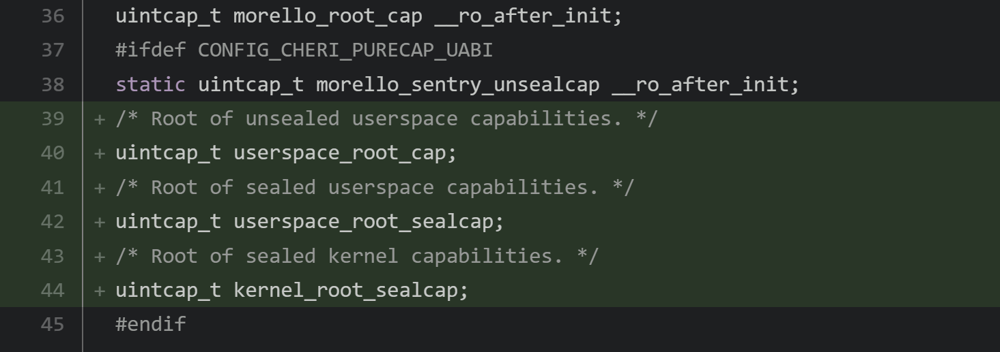 36 uintcap_t morello_root_cap __ro_after_init;
37 #ifdef CONFIG_CHERI_PURECAP_UABI
38 static uintcap_t morello_sentry_unsealcap __ro_after_init;
39 + /* Root of unsealed userspace capabilities. */
40 + uintcap_t userspace_root_cap;
41 + /* Root of sealed userspace capabilities. */
42 + uintcap_t userspace_root_sealcap;
43 + /* Root of sealed kernel capabilities. */
44 + uintcap_t kernel_root_sealcap;
45 #endif